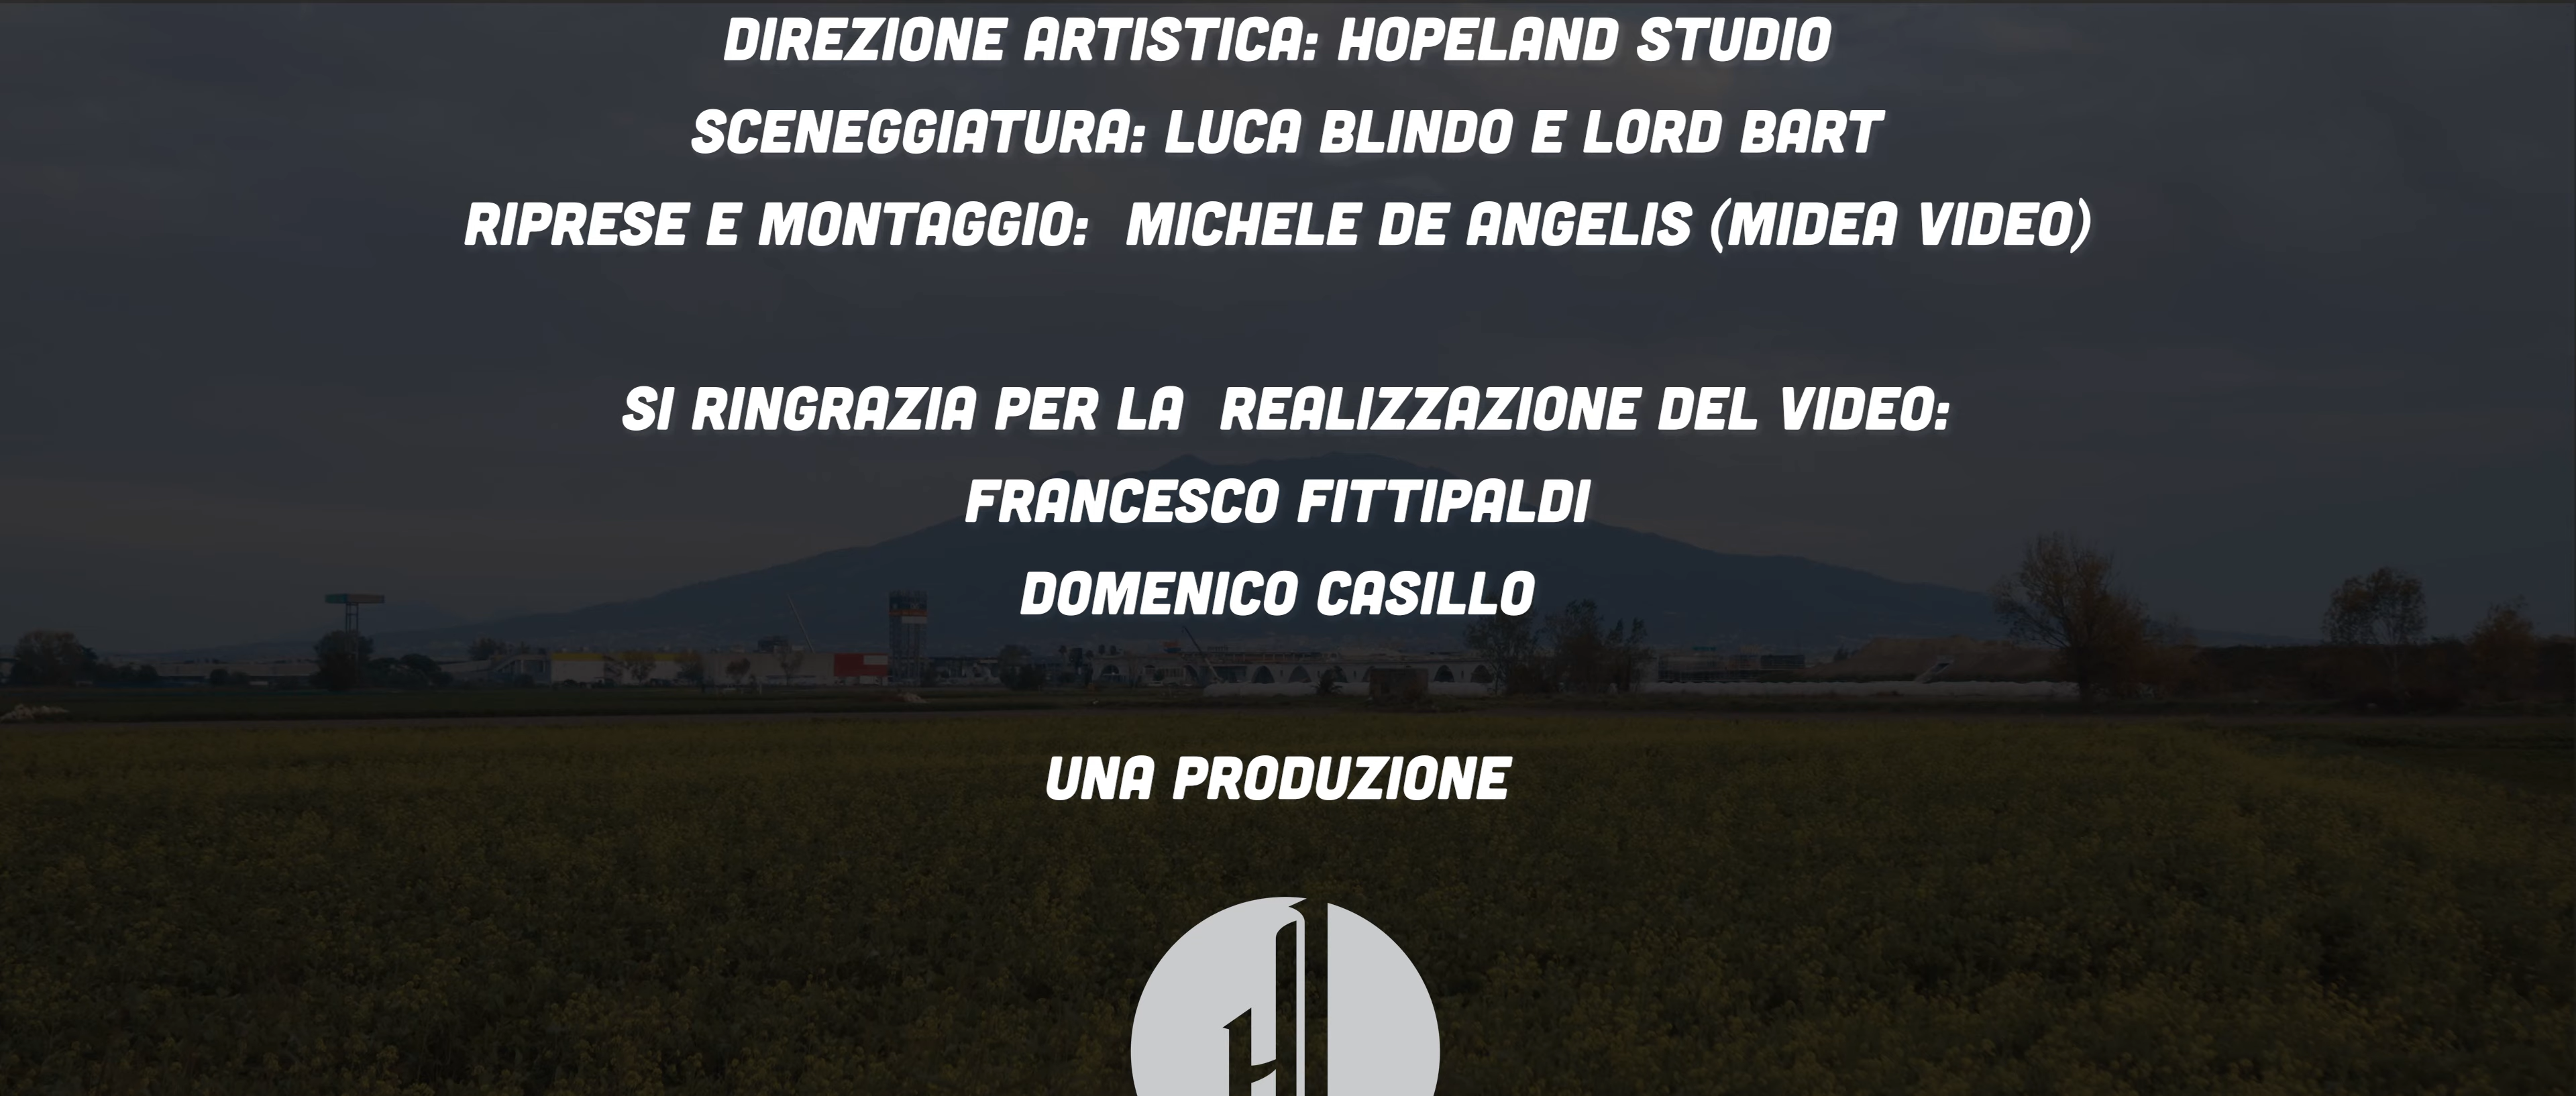 DIREZIONE ARTISTICA: HOPELAND STUDIO
SCENEGGIATURA: LUCA BLINDO E LORD BART
RIPRESE E MONTAGGIO: MICHELE DE ANGELIS (MIDEA VIDEO)
SI RINGRAZIA PER LA REALIZZAZIONE DEL VIDEO:
FRANCESCO FITTIPALDI
DOMENICO CASILLO
UNA PRODUZIONE